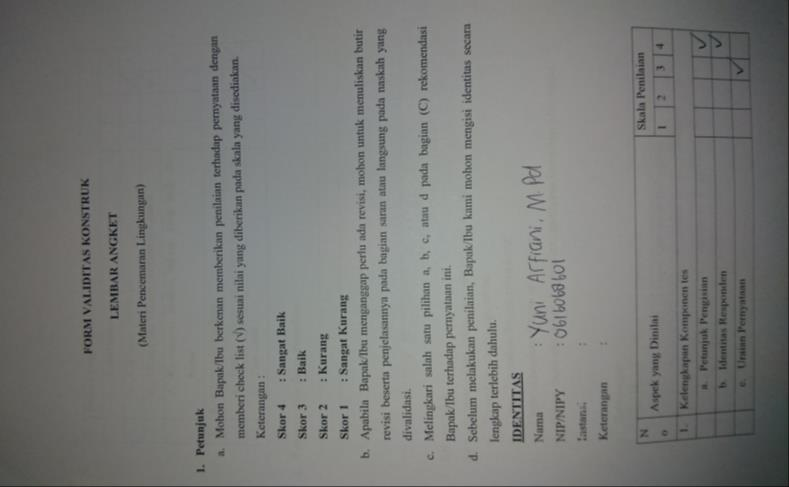 FORM VALIDITAS KONSTRUK
LEMBAR ANGKET
(Materi Pencemaran Lingkungan)
1. Petunjuk
a. Mohon Bapak/Ibu berkenan memberikan penilaian terhadap pernyataan dengan
memberi check list (√) sesuai nilai yang diberikan pada skala yang disediakan.
Keterangan :
Skor 4 : Sangat Baik
Skor 3 : Baik
Skor 2 : Kurang
Skor 1 : Sangat Kurang
b. Apabila Bapak/Ibu menganggap perlu ada revisi, mohon untuk menuliskan butir
revisi beserta penjelasannya pada bagian saran atau langsung pada naskah yang
divalidasi.
c. Melingkari salah satu pilihan a, b, c, atau d pada bagian (C) rekomendasi
Bapak/Ibu terhadap pernyataan ini.
d. Sebelum melakukan penilaian, Bapak/Ibu kami mohon mengisi identitas secara
lengkap terlebih dahulu.
IDENTITAS
Nama : Yuni Arfiani, M.Pd
NIP/NIPY : 0616068601
Instansi :
Keterangan :
No Aspek yang Dinilai Skala Penilaian
1 2 3 4
1. Kelengkapan Komponen tes
a. Petunjuk Pengisian √
b. Identitas Responden √
c. Uraian Pernyataan √